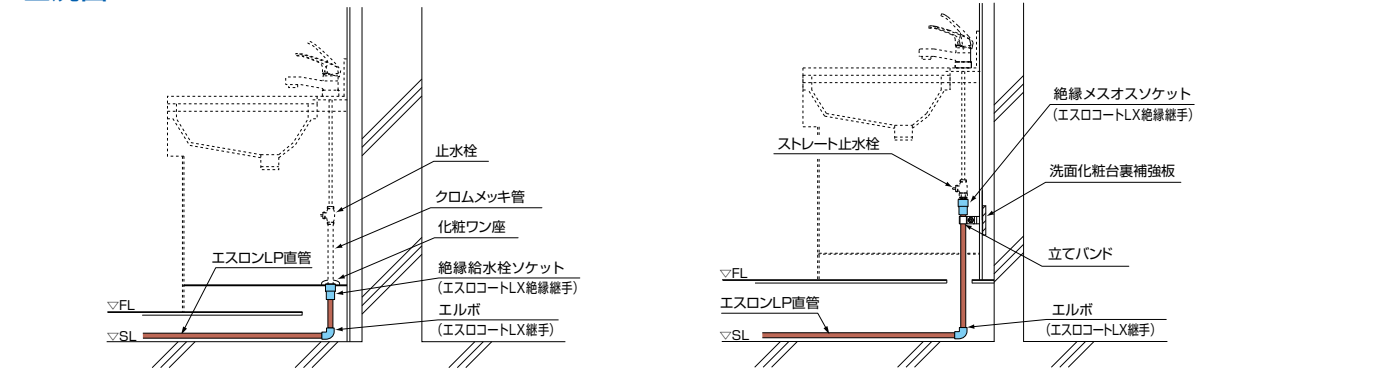 止水栓
クロムメッキ管
化粧ワン座
エスロンLP直管
絶縁給水栓ソケット
(エスロコートLX絶縁継手)
▽FL
エルボ
(エスロコートLX継手)
▽SL
絶縁メスオスソケット
(エスロコートLX絶縁継手)
ストレート止水栓
洗面化粧台裏補強板
立てバンド
▽FL
エスロンLP直管
エルボ
(エスロコートLX継手)
▽SL